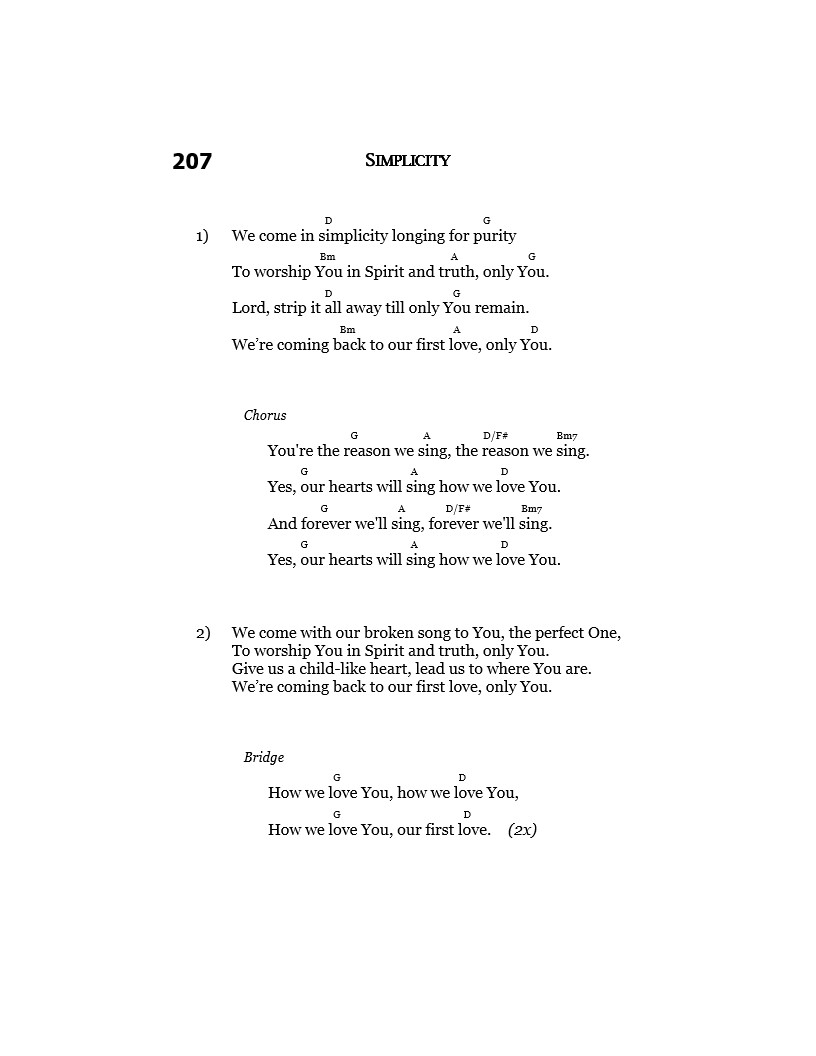 207 SIMPLICITY
D G
1) We come in simplicity longing for purity
Bm A G
To worship You in Spirit and truth, only You.
D G
Lord, strip it all away till only You remain.
Bm A D
We’re coming back to our first love, only You.
Chorus
G A D/F# Bm7
You're the reason we sing, the reason we sing.
G A D
Yes, our hearts will sing how we love You.
G A D/F# Bm7
And forever we'll sing, forever we'll sing.
G A D
Yes, our hearts will sing how we love You.
2) We come with our broken song to You, the perfect One,
To worship You in Spirit and truth, only You.
Give us a child-like heart, lead us to where You are.
We’re coming back to our first love, only You.
Bridge
G D
How we love You, how we love You,
G D
How we love You, our first love. (2x)